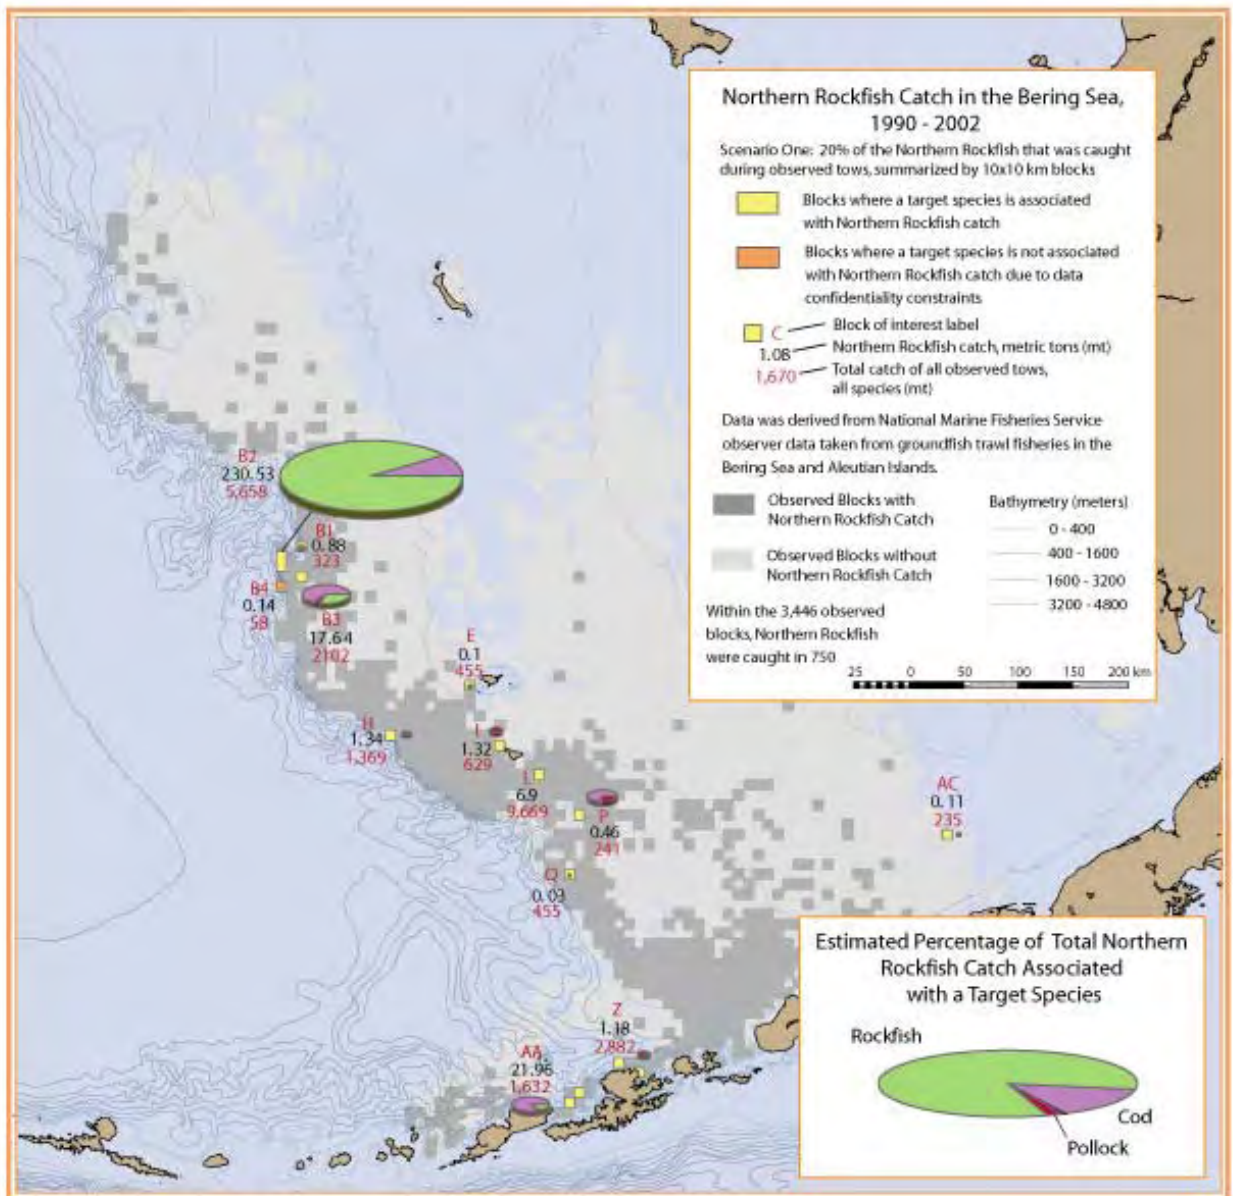 Northern Rockfish Catch in the Bering Sea,
1990 - 2002
Scenario One: 20% of the Northern Rockfish that was caught
during observed tows, summarized by 10x10 km blocks
Blocks where a target species is associated
with Northern Rockfish catch
Blocks where a target species is not associated
with Northern Rockfish catch due to data
confidentiality constraints
C
Block of interest label
1.08
Northern Rockfish catch, metric tons (mt)
1,670
Total catch of all observed tows,
all species (mt)
Data was derived from National Marine Fisheries Service
observer data taken from groundfish trawl fisheries in the
Bering Sea and Aleutian Islands.
Observed Blocks with
Northern Rockfish Catch
Observed Blocks without
Northern Rockfish Catch
Bathymetry (meters)
0 - 400
400 - 1600
1600 - 3200
3200 - 4800
Within the 3,446 observed
blocks, Northern Rockfish
were caught in 750
25 0 50 100 150 200 km
B2
230.53
5,658
B1
0.88
323
B4
0.14
58
B3
17.64
2102
E
0.1
455
H
1.34
1,369
I
1.32
629
L
6.9
9,669
P
0.46
241
AC
0.11
235
Q
0.03
455
Z
1.18
2,882
AA
21.96
1,632
Estimated Percentage of Total Northern
Rockfish Catch Associated
with a Target Species
Rockfish
Cod
Pollock